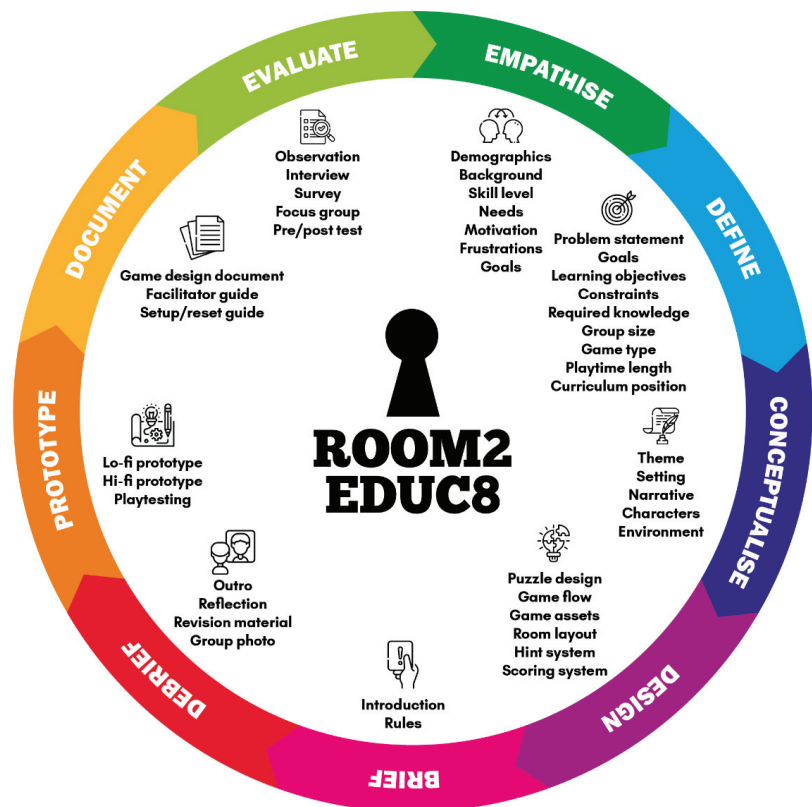 EMPATHISE
Demographics
Background
Skill level
Needs
Motivation
Frustrations
Goals
DEFINE
Problem statement
Goals
Learning objectives
Constraints
Required knowledge
Group size
Game type
Playtime length
Curriculum position
CONCEPTUALISE
Theme
Setting
Narrative
Characters
Environment
DESIGN
Puzzle design
Game flow
Game assets
Room layout
Hint system
Scoring system
BRIEF
Introduction
Rules
DEBRIEF
Outro
Reflection
Revision material
Group photo
PROTOTYPE
Lo-fi prototype
Hi-fi prototype
Playtesting
DOCUMENT
Game design document
Facilitator guide
Setup/reset guide
EVALUATE
Observation
Interview
Survey
Focus group
Pre/post test
ROOM2
EDUC8